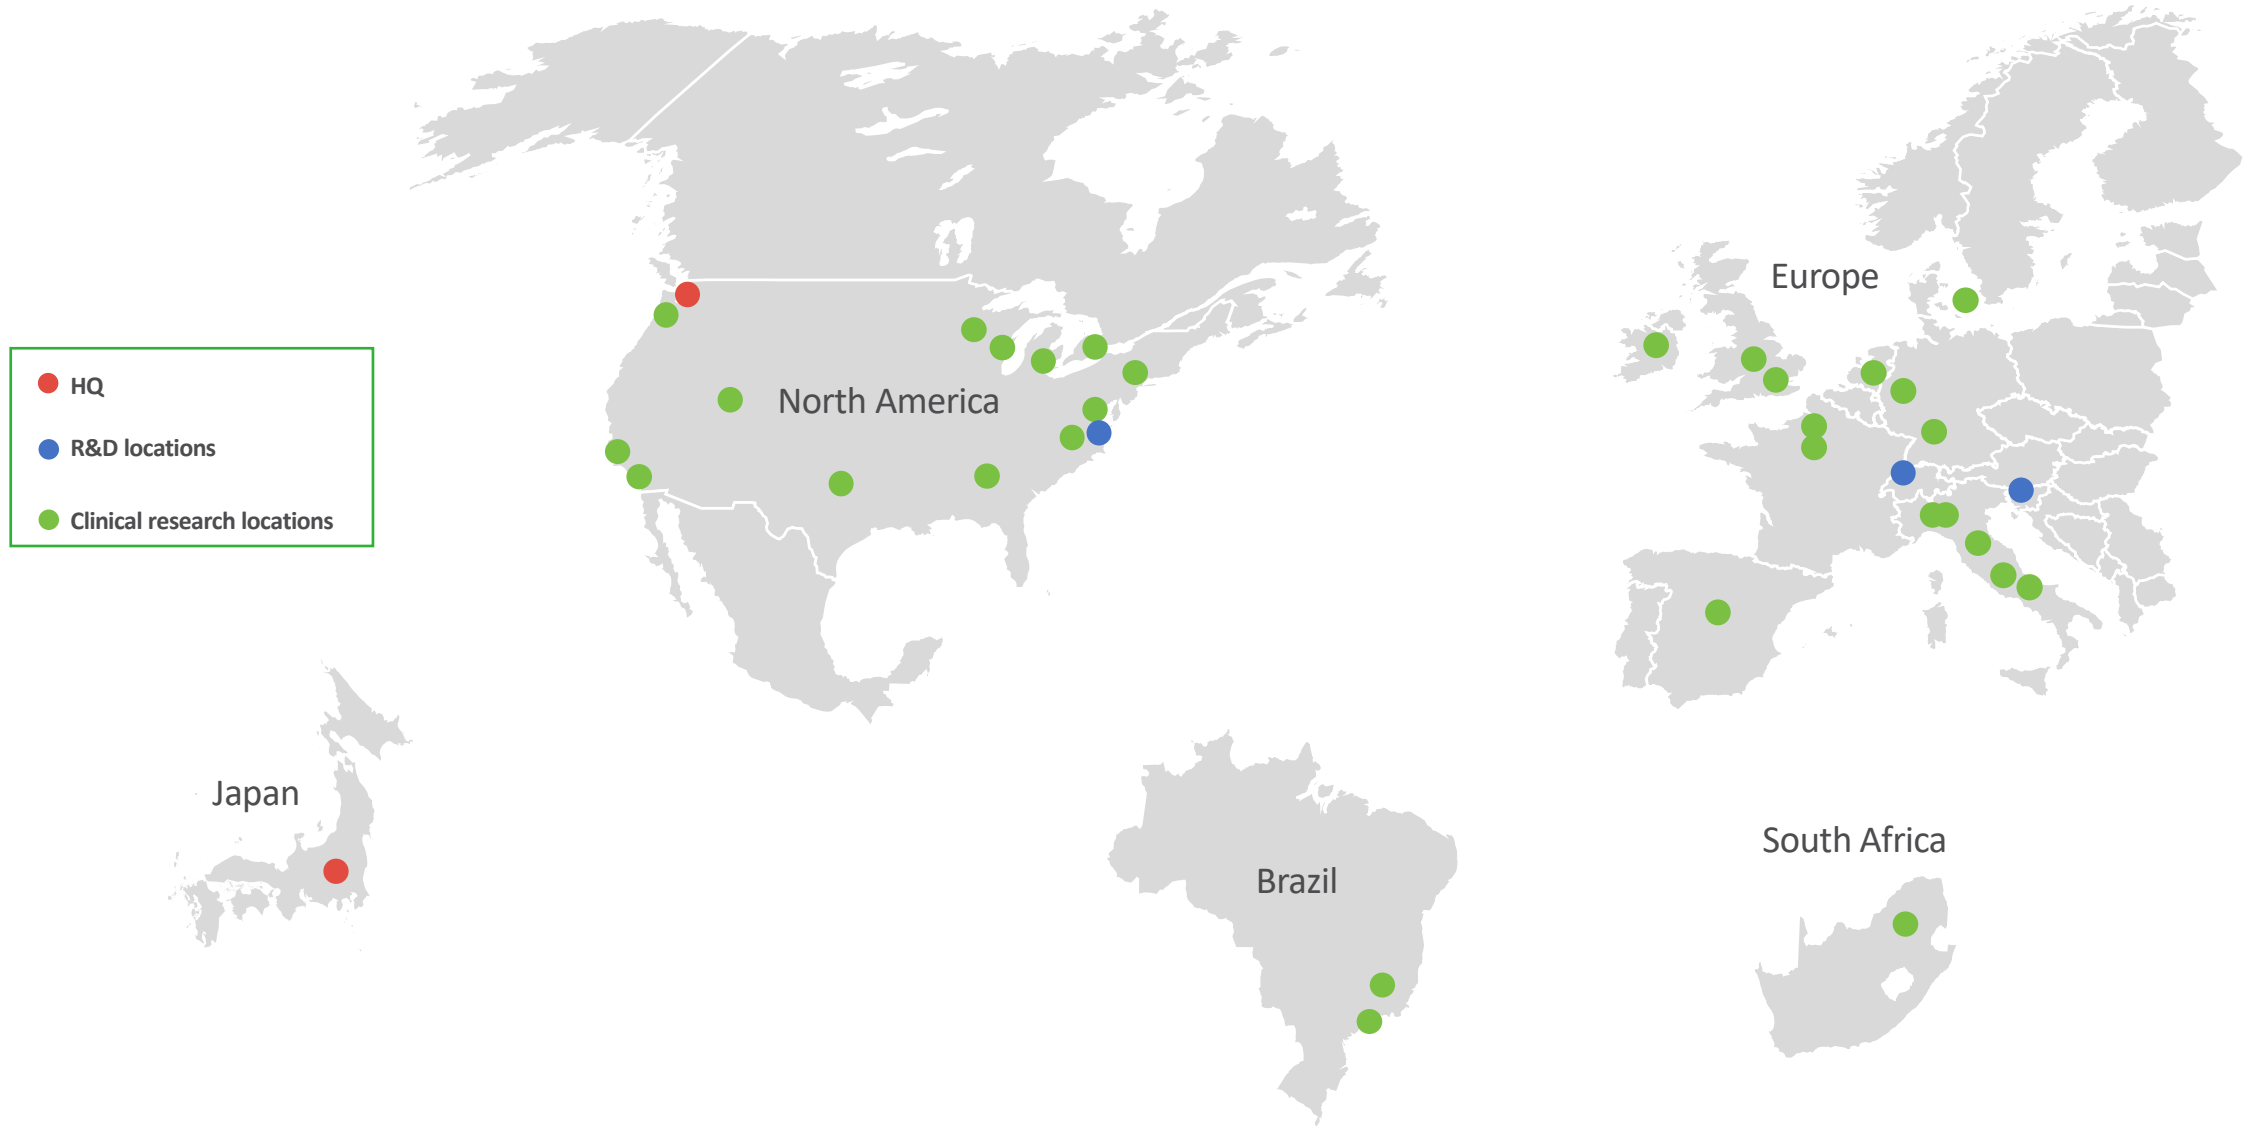 Europe
HQ
North America
R&D locations
Clinical research locations
Japan
South Africa
Brazil